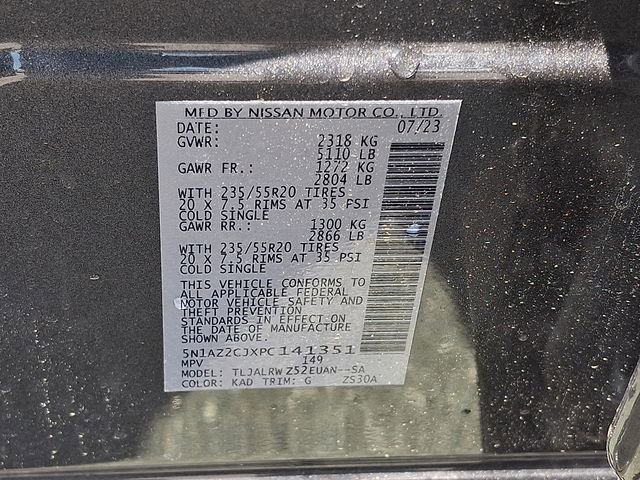 MFD BY NISSAN MOTOR CO., LTD.
DATE: 07/23
GVWR: 2318 KG
5110 LB
GAWR FR.: 1272 KG
2804 LB
WITH 235/55R20 TIRES
20 X 7.5 RIMS AT 35 PSI
COLD SINGLE
GAWR RR.: 1300 KG
2866 LB
WITH 235/55R20 TIRES
20 X 7.5 RIMS AT 35 PSI
COLD SINGLE
THIS VEHICLE CONFORMS TO
ALL APPLICABLE FEDERAL
MOTOR VEHICLE SAFETY AND
THEFT PREVENTION
STANDARDS IN EFFECT ON
THE DATE OF MANUFACTURE
SHOWN ABOVE.
5N1AZ2CJXPC141351
MPV 149
MODEL: TLJALRWZ52EUAN--SA
COLOR: KAD TRIM: G ZS30A